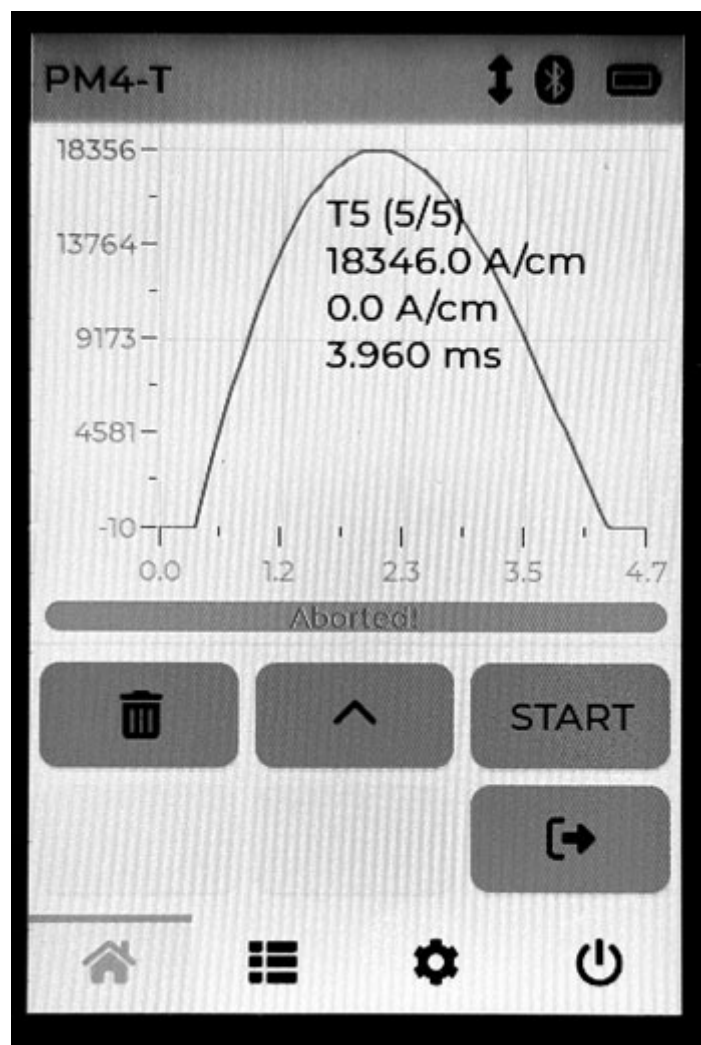 PM4-T
18356
13764
9173
4581
-10
T5 (5/5)
18346.0 A/cm
0.0 A/cm
3.960 ms
0.0 1.2 2.3 3.5 4.7
Aborted!
START